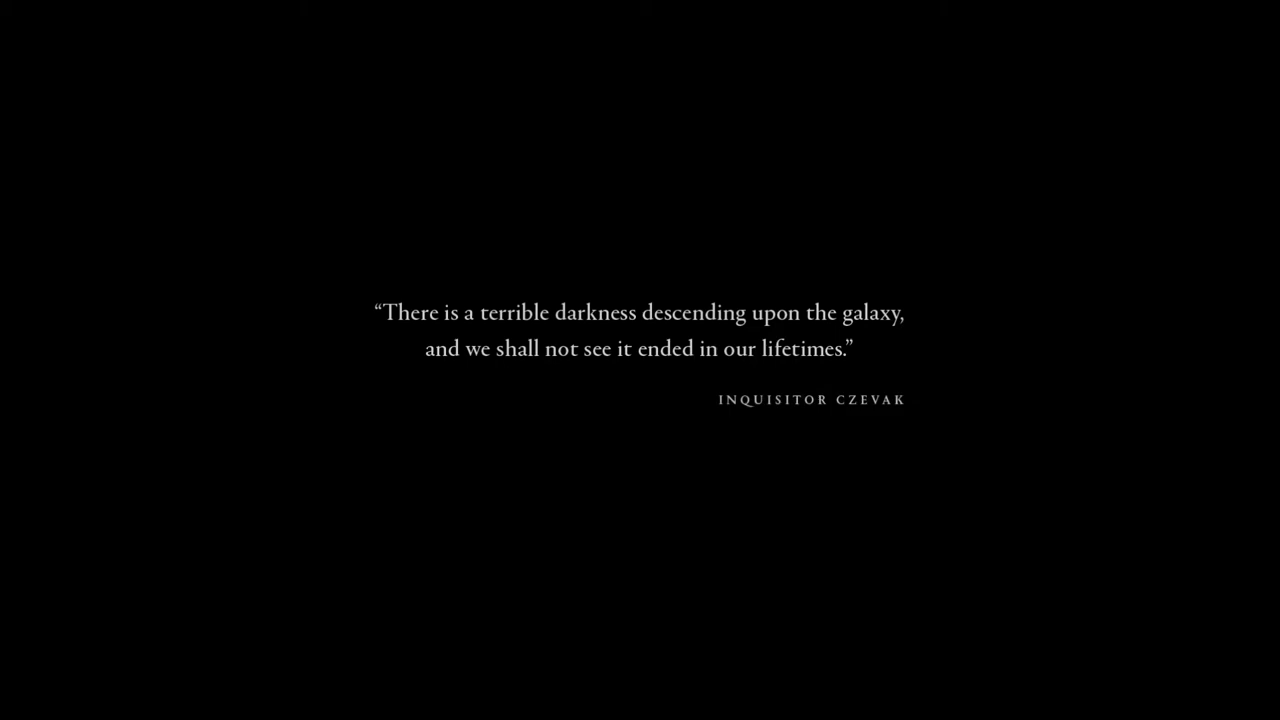 “There is a terrible darkness descending upon the galaxy,
and we shall not see it ended in our lifetimes.”
INQUISITOR CZEVAK